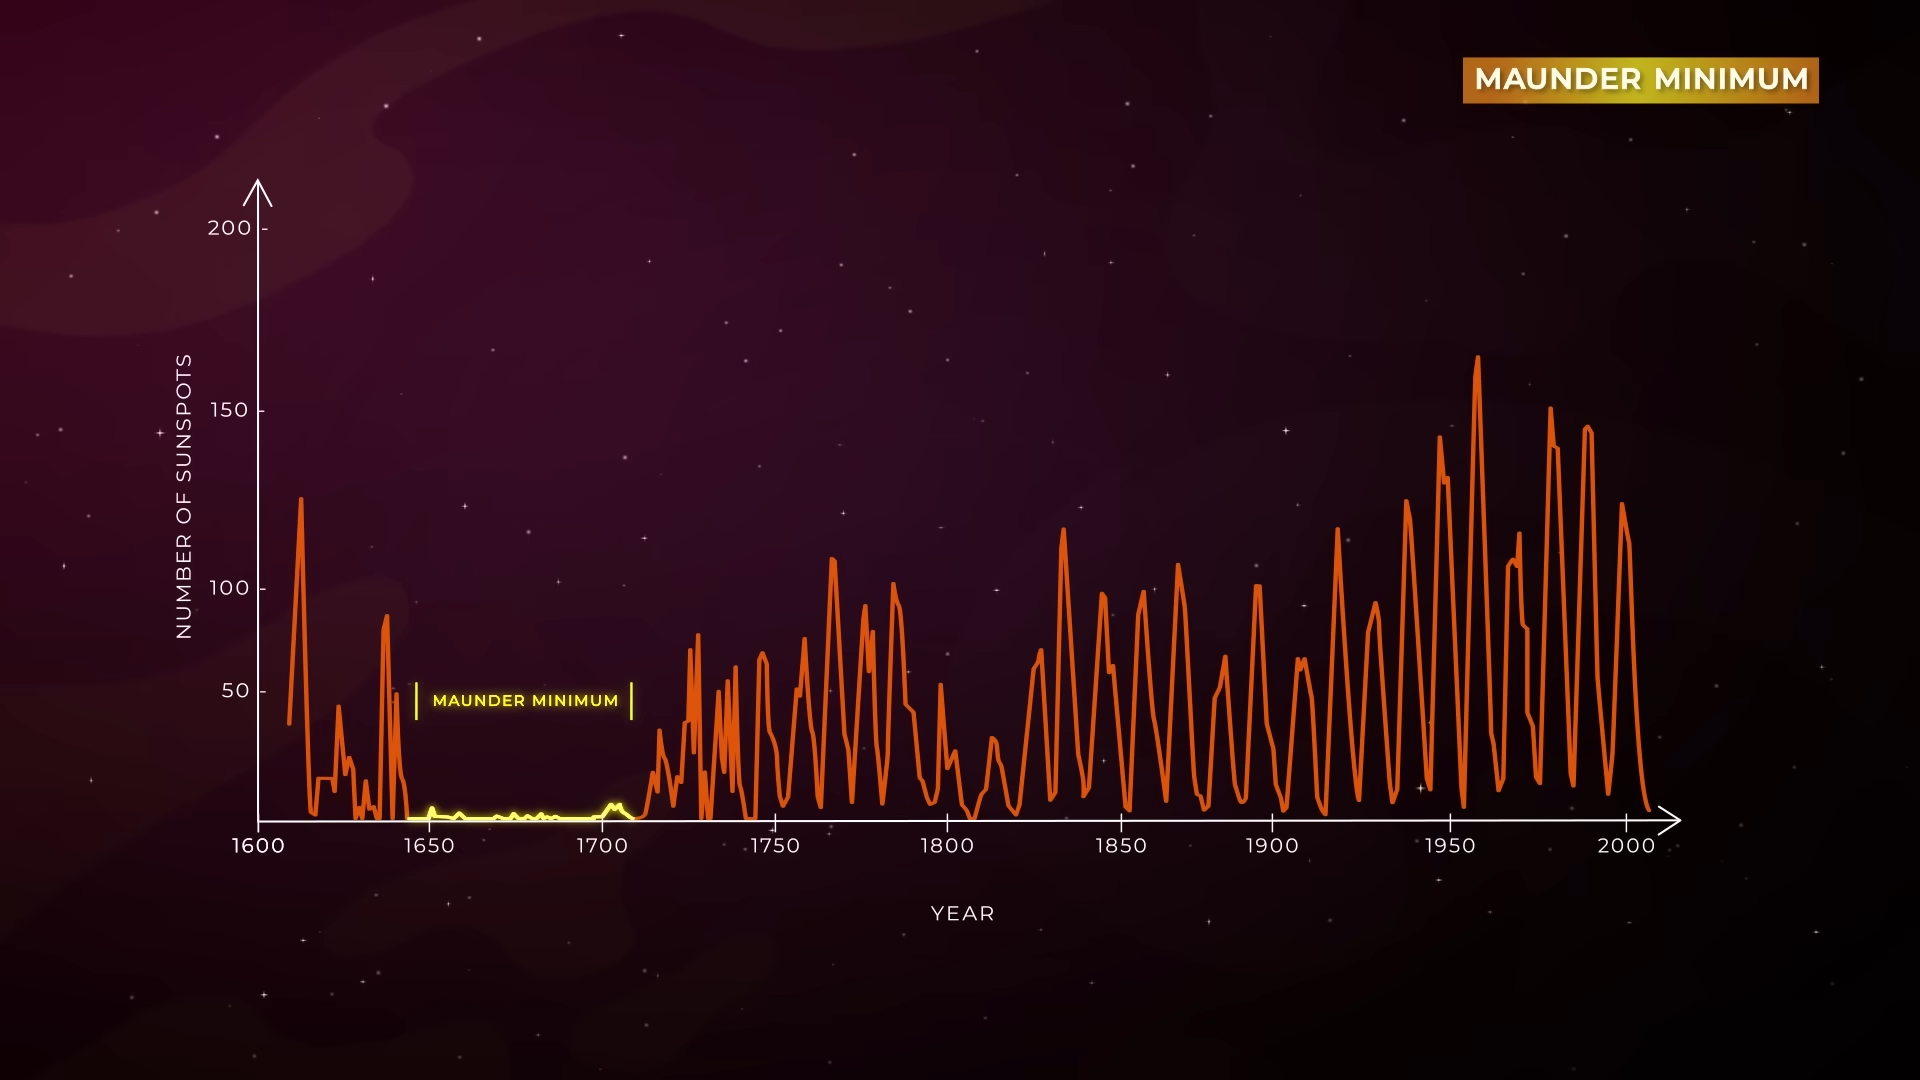 MAUNDER MINIMUM
200
150
100
50
NUMBER OF SUNSPOTS
MAUNDER MINIMUM
1600 1650 1700 1750 1800 1850 1900 1950 2000
YEAR